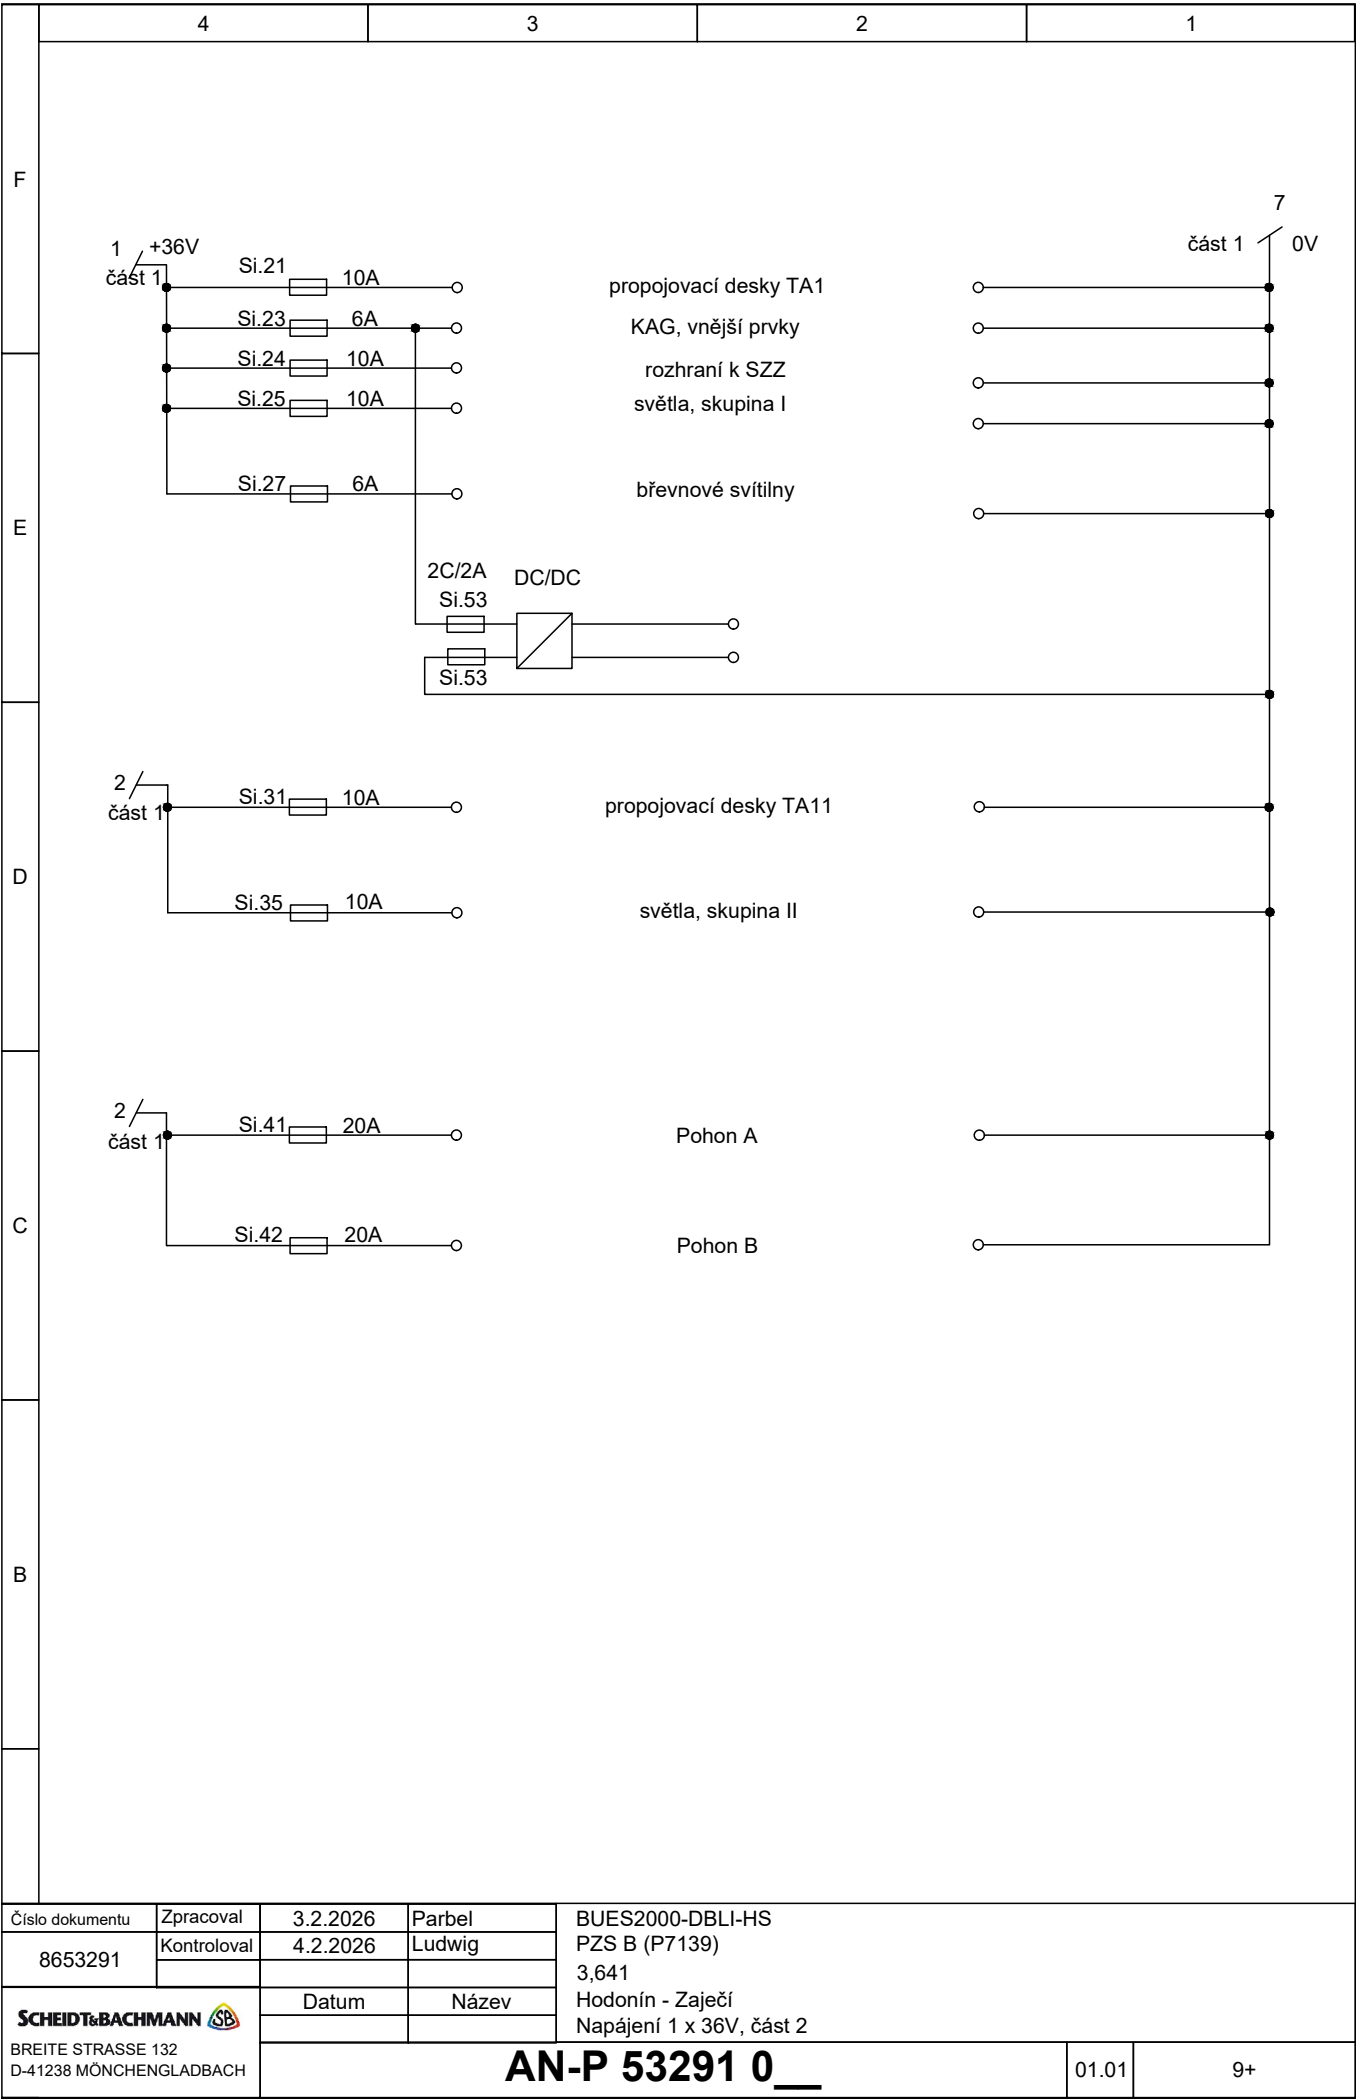 4 3 2 1
F
7
1 +36V
část 1
část 1 0V
Si.21 10A propojovací desky TA1
Si.23 6A KAG, vnější prvky
Si.24 10A rozhraní k SZZ
Si.25 10A světla, skupina I
Si.27 6A břevnové svítilny
E
2C/2A DC/DC
Si.53
Si.53
2
část 1
Si.31 10A propojovací desky TA11
D
Si.35 10A světla, skupina II
2
část 1
Si.41 20A Pohon A
C
Si.42 20A Pohon B
B
Číslo dokumentu Zpracoval 3.2.2026 Parbel BUES2000-DBLI-HS
8653291 Kontroloval 4.2.2026 Ludwig PZS B (P7139)
3,641
Datum Název Hodonín - Zaječí
SCHEIDT&BACHMANN SB
Napájení 1 x 36V, část 2
BREITE STRASSE 132
D-41238 MÖNCHENGLADBACH
AN-P 53291 0__ 01.01 9+